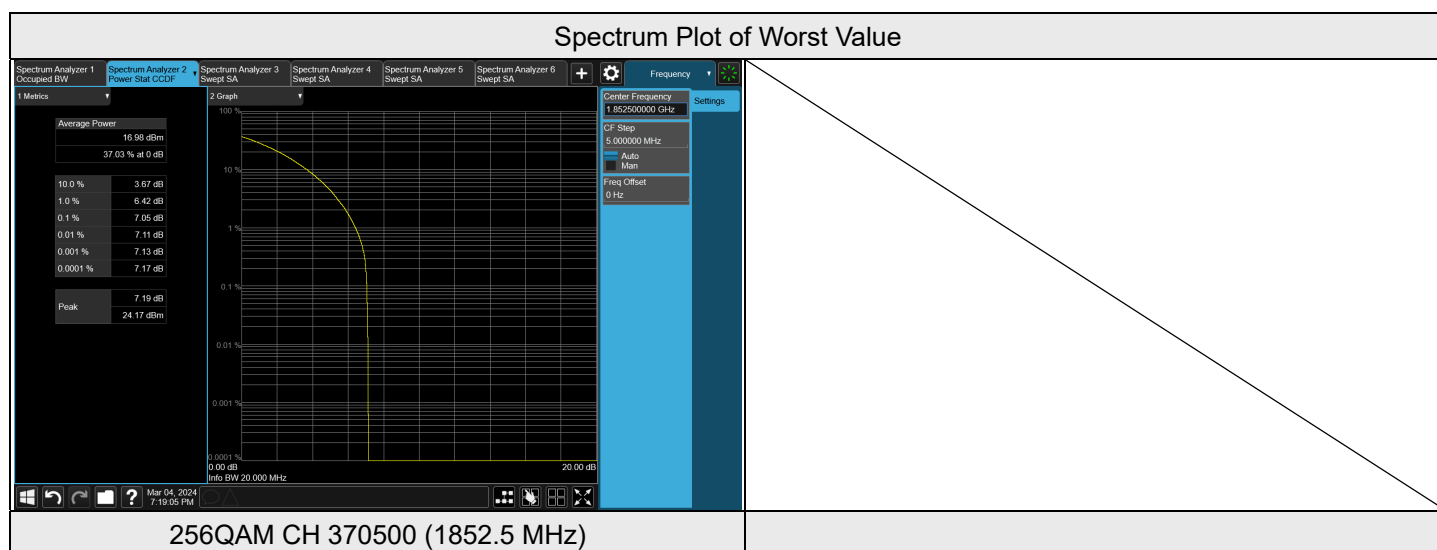 Spectrum Plot of Worst Value
Spectrum Analyzer 1
Occupied BW
Spectrum Analyzer 2
Power Stat CCDF
Spectrum Analyzer 3
Swept SA
Spectrum Analyzer 4
Swept SA
Spectrum Analyzer 5
Swept SA
Spectrum Analyzer 6
Swept SA
+
Frequency
1 Metrics
Average Power
16.98 dBm
37.03 % at 0 dB
10.0 % 3.67 dB
1.0 % 6.42 dB
0.1 % 7.05 dB
0.01 % 7.11 dB
0.001 % 7.13 dB
0.0001 % 7.17 dB
Peak
7.19 dB
24.17 dBm
2 Graph
100 %
10 %
1 %
0.1 %
0.01 %
0.001 %
0.0001 %
0.00 dB
20.00 dB
Info BW 20.000 MHz
Center Frequency
1.852500000 GHz
CF Step
5.000000 MHz
Auto
Man
Freq Offset
0 Hz
Settings
?
Mar 04, 2024
7:19:05 PM
256QAM CH 370500 (1852.5 MHz)